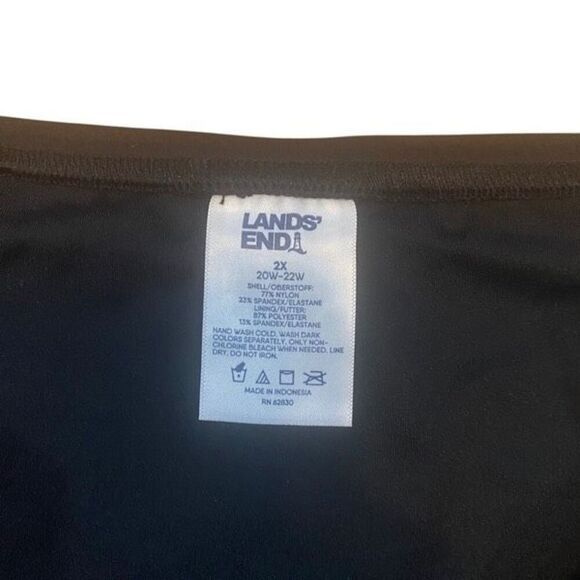 LANDS'
END
2X
20W-22W
SHELL/OBERSTOFF:
77% NYLON
23% SPANDEX/ELASTANE
LINING/FUTTER:
87% POLYESTER
13% SPANDEX/ELASTANE
HAND WASH COLD, WASH DARK
COLORS SEPARATELY, ONLY NON-
CHLORINE BLEACH WHEN NEEDED. LINE
DRY, DO NOT IRON.
MADE IN INDONESIA
RN 62830